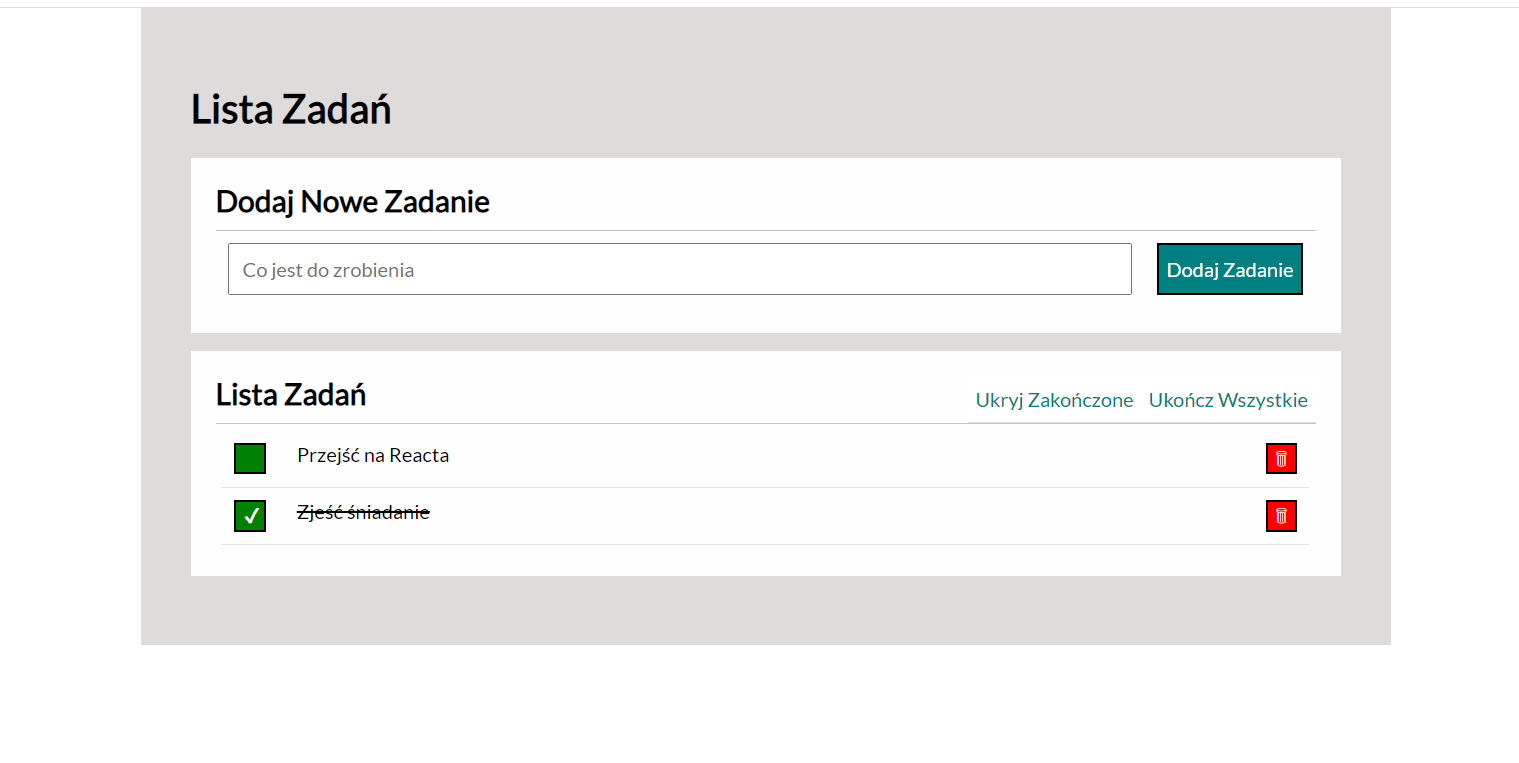 Lista Zadań
Dodaj Nowe Zadanie
Co jest do zrobienia
Dodaj Zadanie
Lista Zadań
Ukryj Zakończone Ukończ Wszystkie
Przejść na Reacta
Zjeść śniadanie